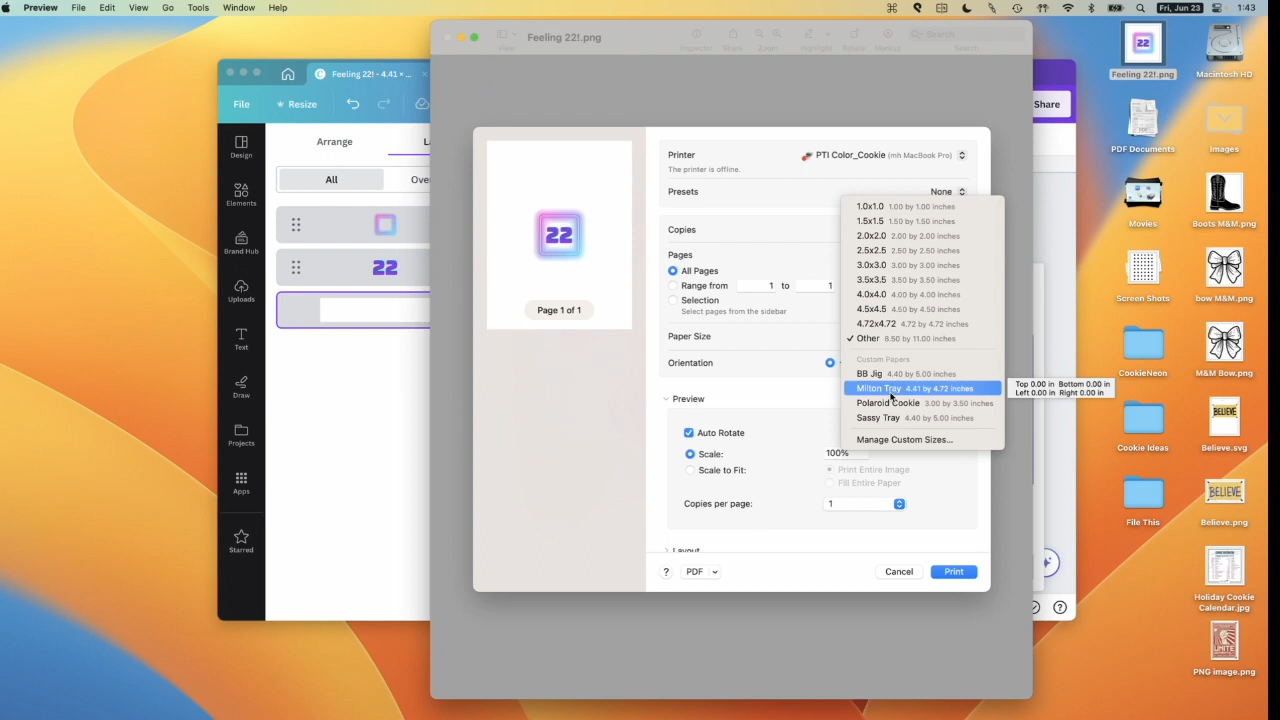 Preview File Edit View Go Tools Window Help
Fri, Jun 23 1:43
Feeling 22!.png
View
Inspector Share Zoom Highlight Rotate Markup Search
Search
Feeling 22! - 4.41 × ...
File Resize
Share
Design
Elements
Brand Hub
Uploads
Text
Draw
Projects
Apps
Starred
Arrange
All
22
22
Page 1 of 1
Printer PTI Color_Cookie (mh MacBook Pro)
The printer is offline.
Presets None
Copies
Pages
All Pages
Range from 1 to 1
Selection
Select pages from the sidebar
Paper Size
Orientation
Preview
Auto Rotate
Scale: 100%
Scale to Fit: Print Entire Image
Fill Entire Paper
Copies per page: 1
Layout
? PDF Cancel Print
1.0x1.0 1.00 by 1.00 inches
1.5x1.5 1.50 by 1.50 inches
2.0x2.0 2.00 by 2.00 inches
2.5x2.5 2.50 by 2.50 inches
3.0x3.0 3.00 by 3.00 inches
3.5x3.5 3.50 by 3.50 inches
4.0x4.0 4.00 by 4.00 inches
4.5x4.5 4.50 by 4.50 inches
4.72x4.72 4.72 by 4.72 inches
Other 8.50 by 11.00 inches
Custom Papers
BB Jig 4.40 by 5.00 inches
Milton Tray 4.41 by 4.72 inches
Polaroid Cookie 3.00 by 3.50 inches
Sassy Tray 4.40 by 5.00 inches
Manage Custom Sizes...
Top 0.00 in Bottom 0.00 in
Left 0.00 in Right 0.00 in
22
Feeling 22!.png
Macintosh HD
PDF Documents
Images
Movies
Boots M&M.png
Screen Shots
bow M&M.png
CookieNeon
M&M Bow.png
Cookie Ideas
BELIEVE
Believe.svg
File This
BELIEVE
Believe.png
Holiday Cookie
Calendar.jpg
UNITE
PNG image.png